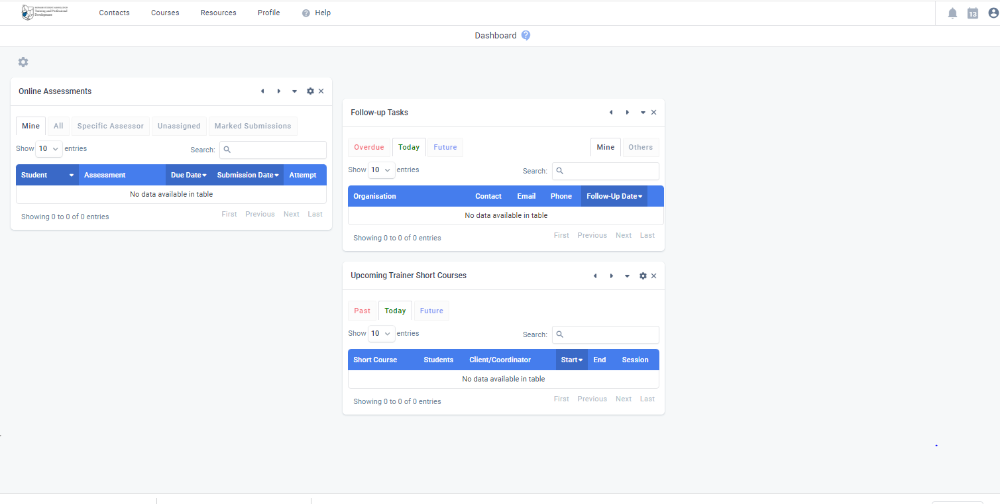 MONASH STUDENT ASSOCIATION
Training and Professional
Development
Contacts Courses Resources Profile ? Help
13
Dashboard ?
Online Assessments
Mine All Specific Assessor Unassigned Marked Submissions
Show 10 entries Search:
Student Assessment Due Date Submission Date Attempt
No data available in table
Showing 0 to 0 of 0 entries First Previous Next Last
Follow-up Tasks
Overdue Today Future Mine Others
Show 10 entries Search:
Organisation Contact Email Phone Follow-Up Date
No data available in table
Showing 0 to 0 of 0 entries First Previous Next Last
Upcoming Trainer Short Courses
Past Today Future
Show 10 entries Search:
Short Course Students Client/Coordinator Start End Session
No data available in table
Showing 0 to 0 of 0 entries First Previous Next Last